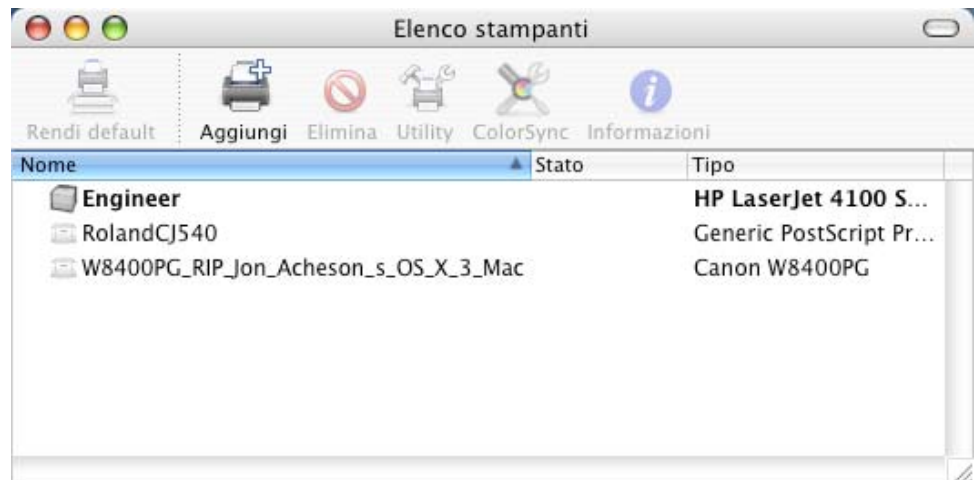 Elenco stampanti
Rendi default Aggiungi Elimina Utility ColorSync Informazioni
Nome Stato Tipo
Engineer HP LaserJet 4100 S...
RolandCJ540 Generic PostScript Pr...
W8400PG_RIP_Jon_Acheson_s_OS_X_3_Mac Canon W8400PG